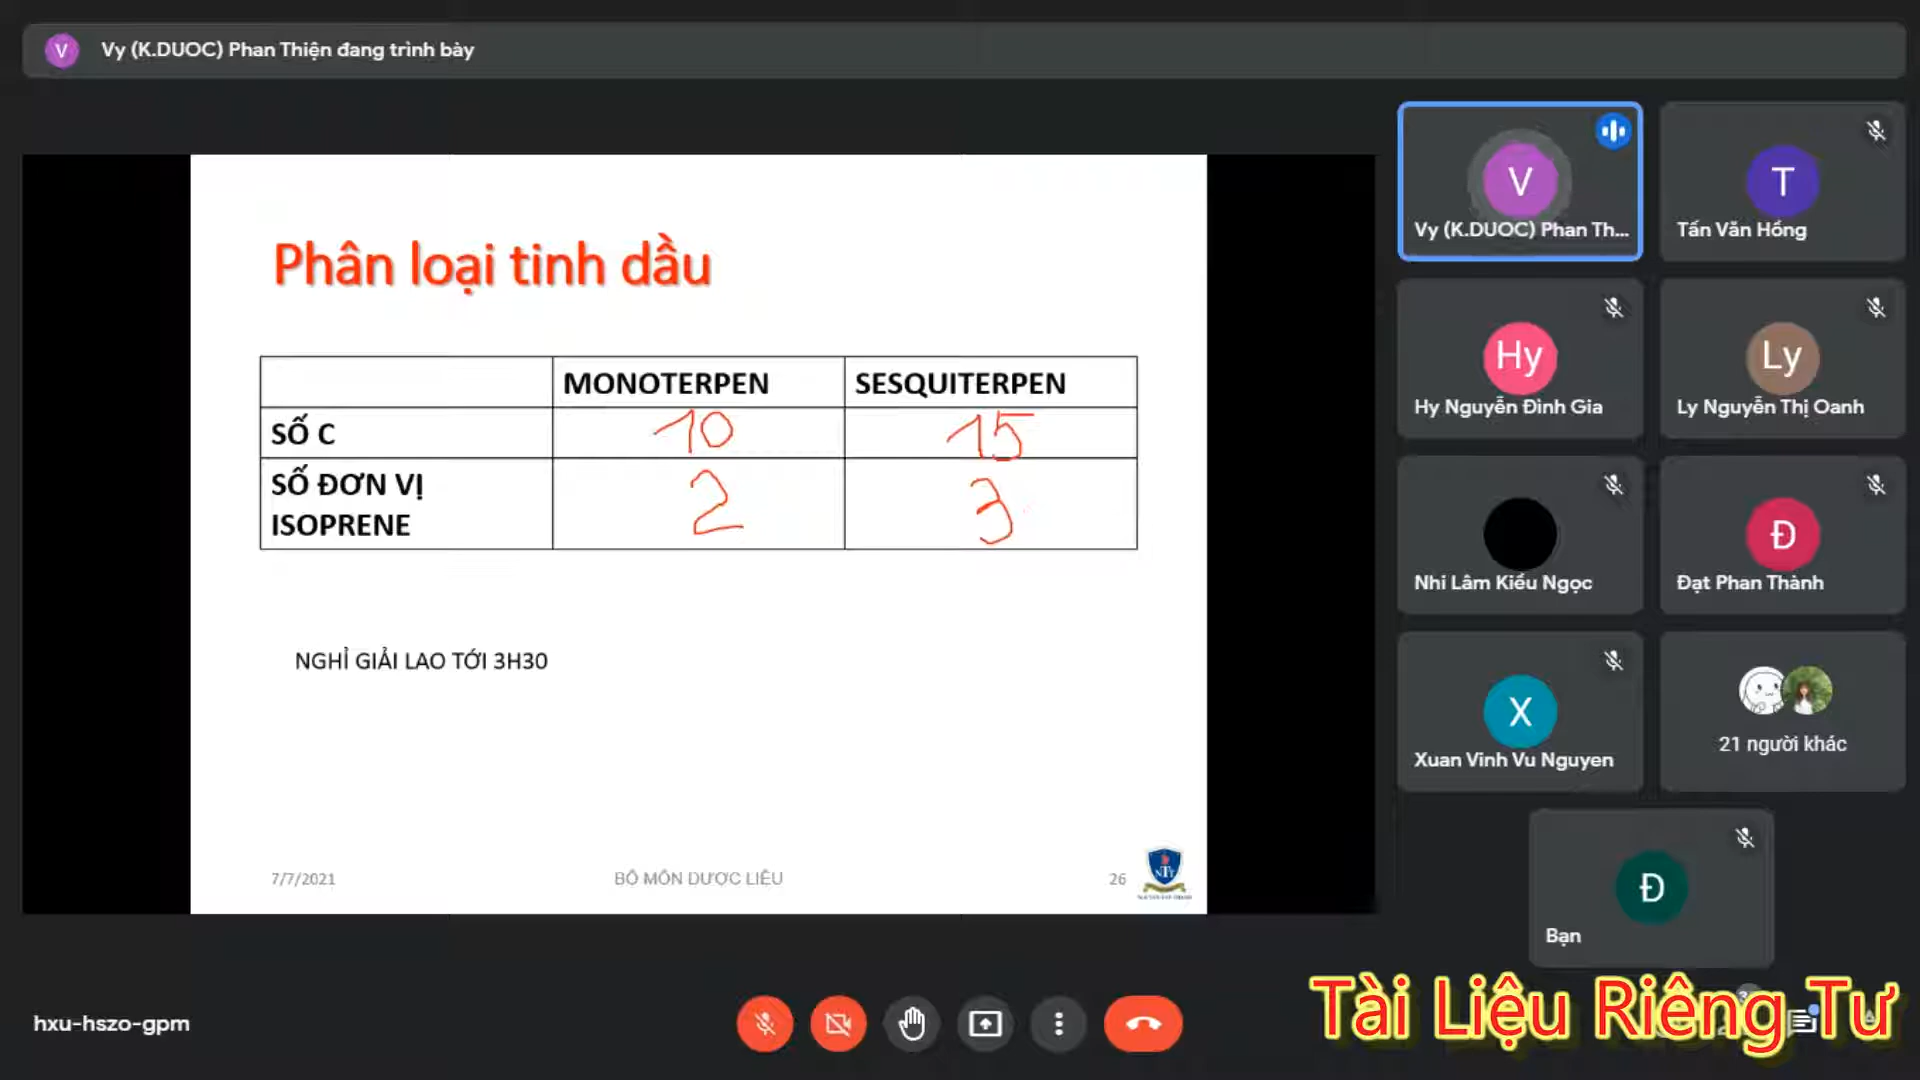 V
Vy (K.DUOC) Phan Thiện đang trình bày
Phân loại tinh dầu
MONOTERPEN SESQUITERPEN
SỐ C 10 15
SỐ ĐƠN VỊ ISOPRENE 2 3
NGHỈ GIẢI LAO TỚI 3H30
7/7/2021 BỘ MÔN DƯỢC LIỆU 26
NTT
V
Vy (K.DUOC) Phan Th...
T
Tấn Văn Hồng
Hy
Hy Nguyễn Đình Gia
Ly
Ly Nguyễn Thị Oanh
Nhi Lâm Kiều Ngọc
Đ
Đạt Phan Thành
X
Xuan Vinh Vu Nguyen
21 người khác
Đ
Bạn
hxu-hszo-gpm
Tài Liệu Riêng Tư